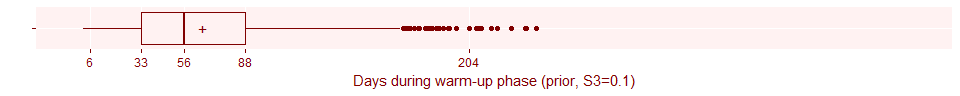 6 33 56 88 204
Days during warm-up phase (prior, S3=0.1)